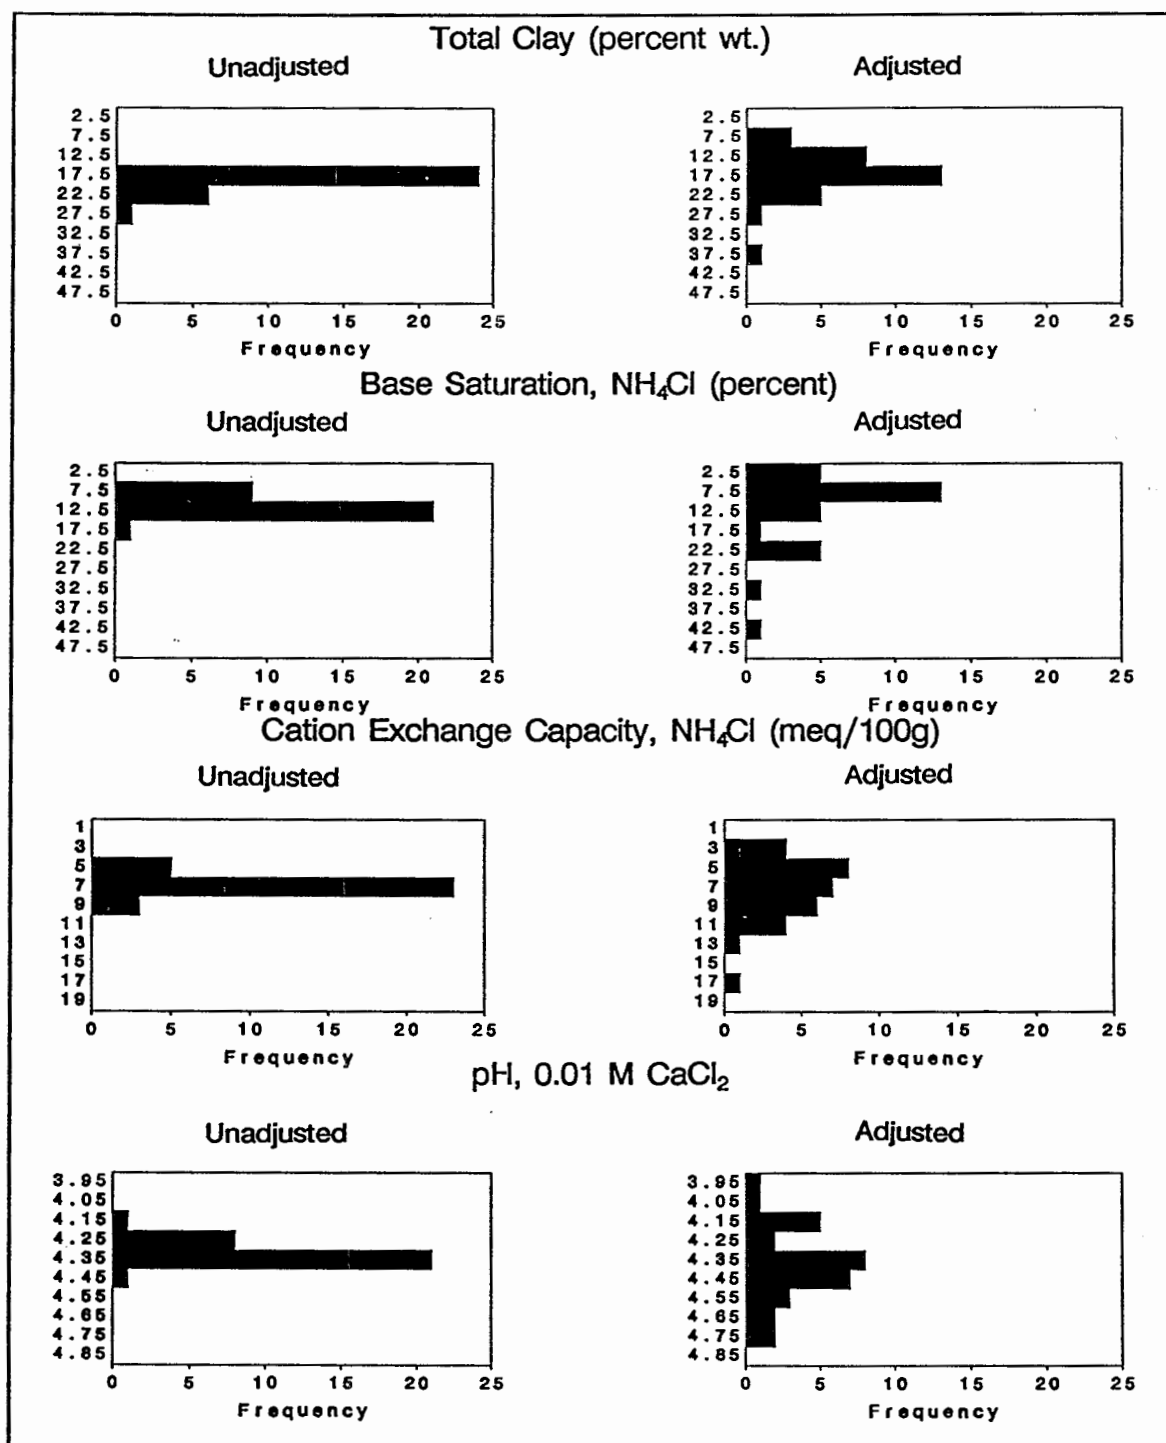 Total Clay (percent wt.)
Unadjusted
Adjusted
2.5
7.5
12.5
17.5
22.5
27.5
32.5
37.5
42.5
47.5
0 5 10 15 20 25
Frequency
2.5
7.5
12.5
17.5
22.5
27.5
32.5
37.5
42.5
47.5
0 5 10 15 20 25
Frequency
Base Saturation, NH₄Cl (percent)
Unadjusted
Adjusted
2.5
7.5
12.5
17.5
22.5
27.5
32.5
37.5
42.5
47.5
0 5 10 15 20 25
Frequency
2.5
7.5
12.5
17.5
22.5
27.5
32.5
37.5
42.5
47.5
0 5 10 15 20 25
Frequency
Cation Exchange Capacity, NH₄Cl (meq/100g)
Unadjusted
Adjusted
1
3
5
7
9
11
13
15
17
19
0 5 10 15 20 25
Frequency
1
3
5
7
9
11
13
15
17
19
0 5 10 15 20 25
Frequency
pH, 0.01 M CaCl₂
Unadjusted
Adjusted
3.95
4.05
4.15
4.25
4.35
4.45
4.55
4.65
4.75
4.85
0 5 10 15 20 25
Frequency
3.95
4.05
4.15
4.25
4.35
4.45
4.55
4.65
4.75
4.85
0 5 10 15 20 25
Frequency